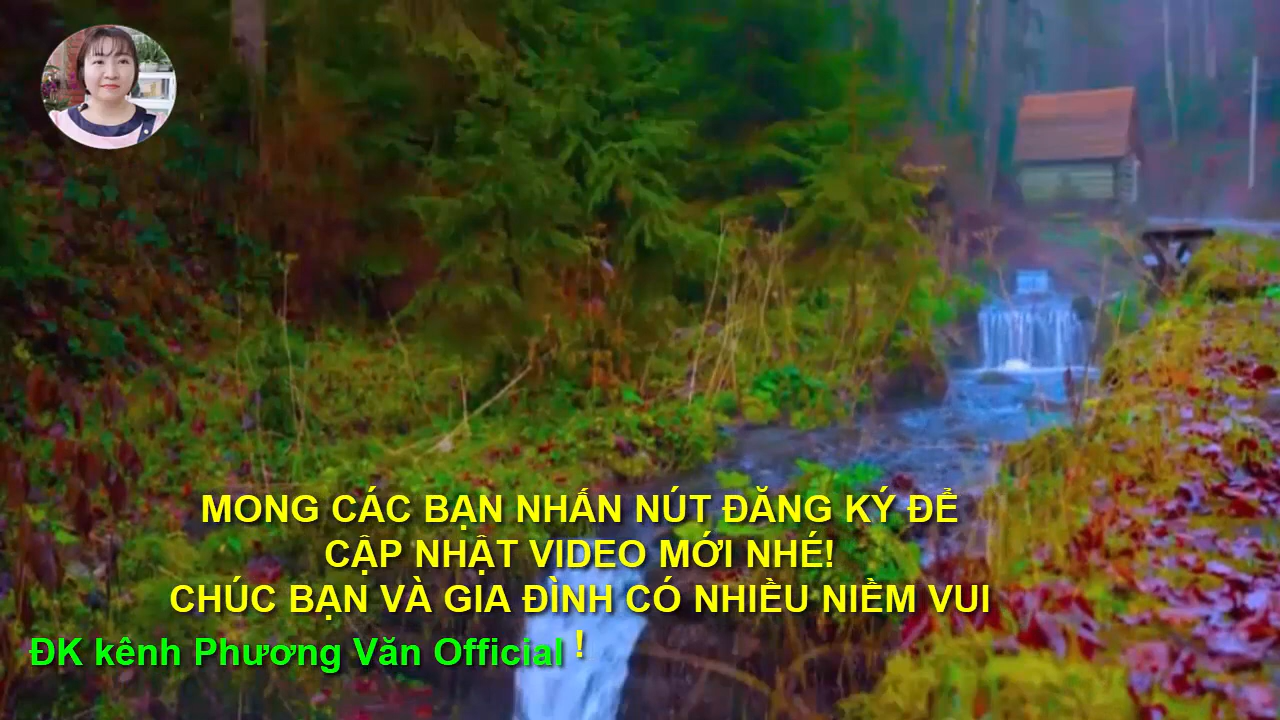 MONG CÁC BẠN NHẤN NÚT ĐĂNG KÝ ĐỂ
CẬP NHẬT VIDEO MỚI NHÉ!
CHÚC BẠN VÀ GIA ĐÌNH CÓ NHIỀU NIỀM VUI
!
ĐK kênh Phương Văn Official